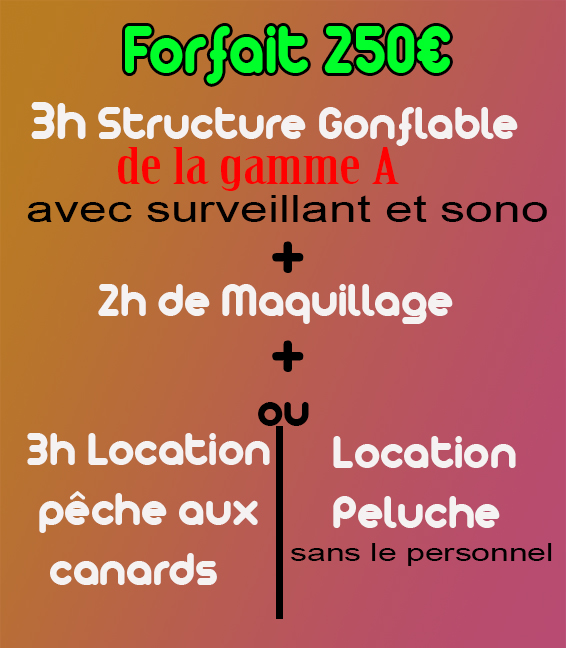 Forfait 250€
3h Structure Gonflable
de la gamme A
avec surveillant et sono
+
2h de Maquillage
+
ou
3h Location
pêche aux
canards
Location
Peluche
sans le personnel